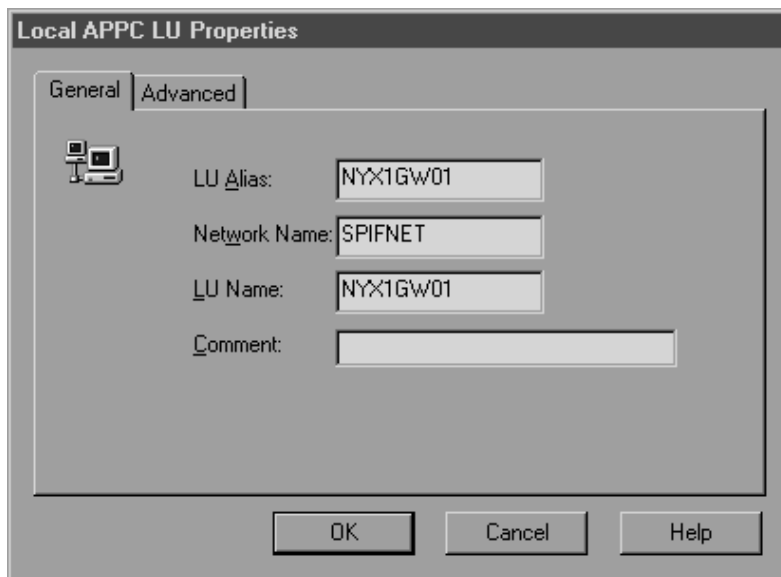 Local APPC LU Properties
General Advanced
LU Alias: NYX1GW01
Network Name: SPIFNET
LU Name: NYX1GW01
Comment:
OK Cancel Help